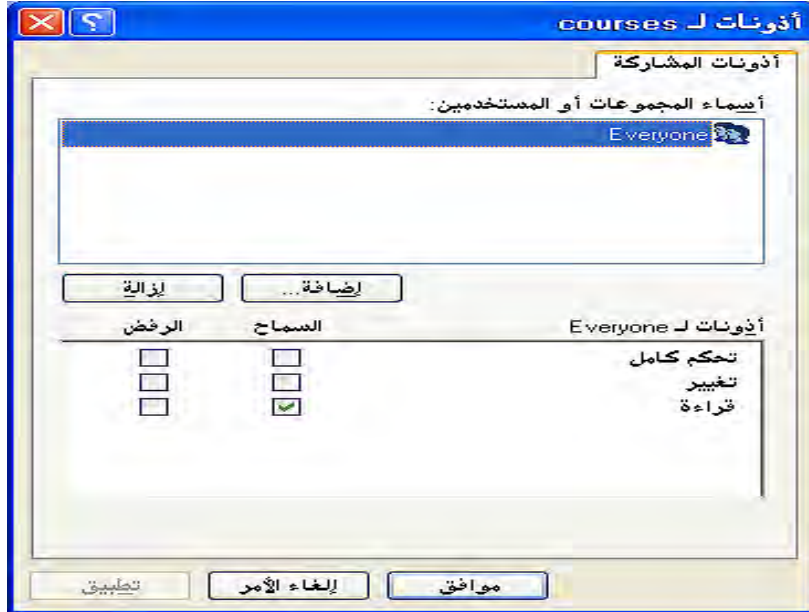 أذونات لـ courses
أذونات المشاركة
أسماء المجموعات أو المستخدمين:
Everyone
إضافة... إزالة
أذونات لـ Everyone السماح الرفض
تحكم كامل
تغيير
قراءة
موافق إلغاء الأمر تطبيق